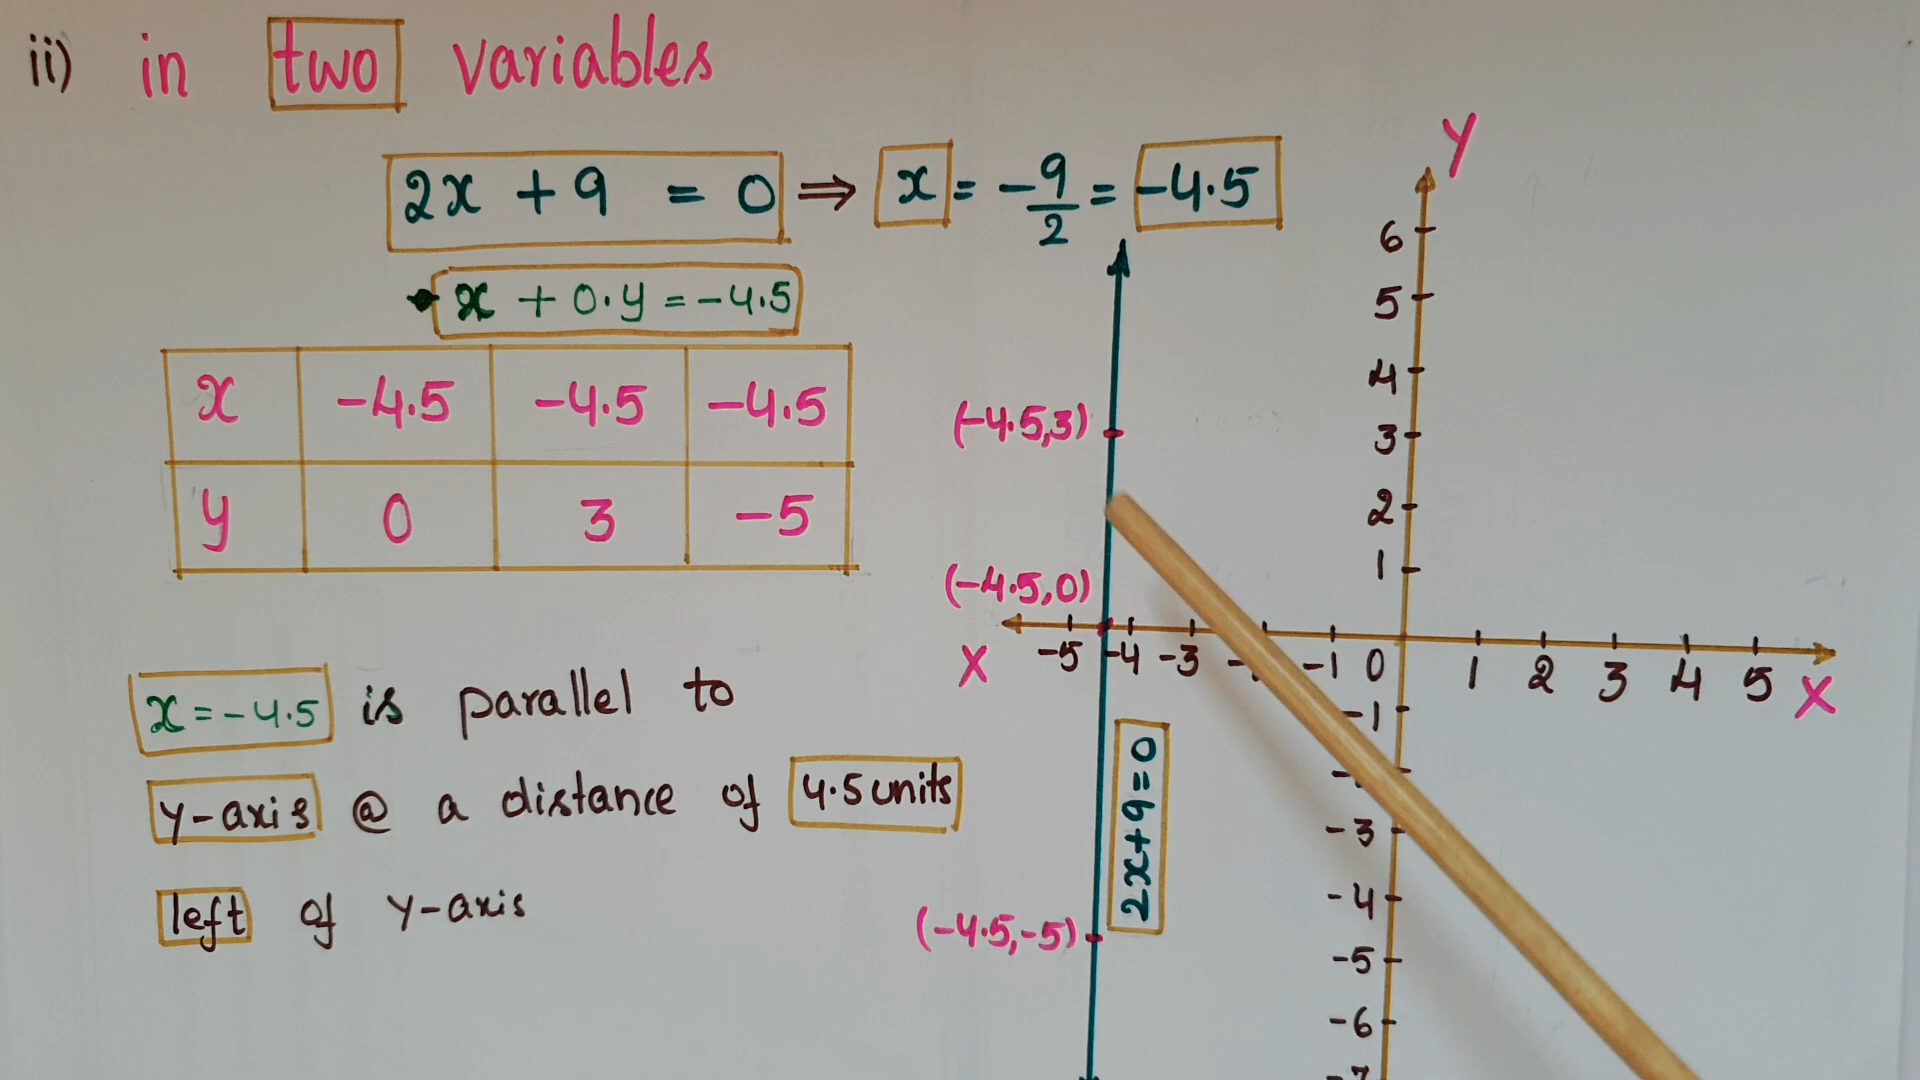 ii) in two variables
2x + 9 = 0 ⇒ x = -9/2 = -4.5
x + 0·y = -4.5
x -4.5 -4.5 -4.5
y 0 3 -5
x = -4.5 is parallel to
y-axis @ a distance of 4.5 units
left of y-axis
Y
6
5
4
(-4.5,3) 3
2
1
(-4.5,0)
X -5 -4 -3 -1 0 1 2 3 4 5 X
-1
-3
-4
(-4.5,-5)
-5
-6
-7
2x+9=0